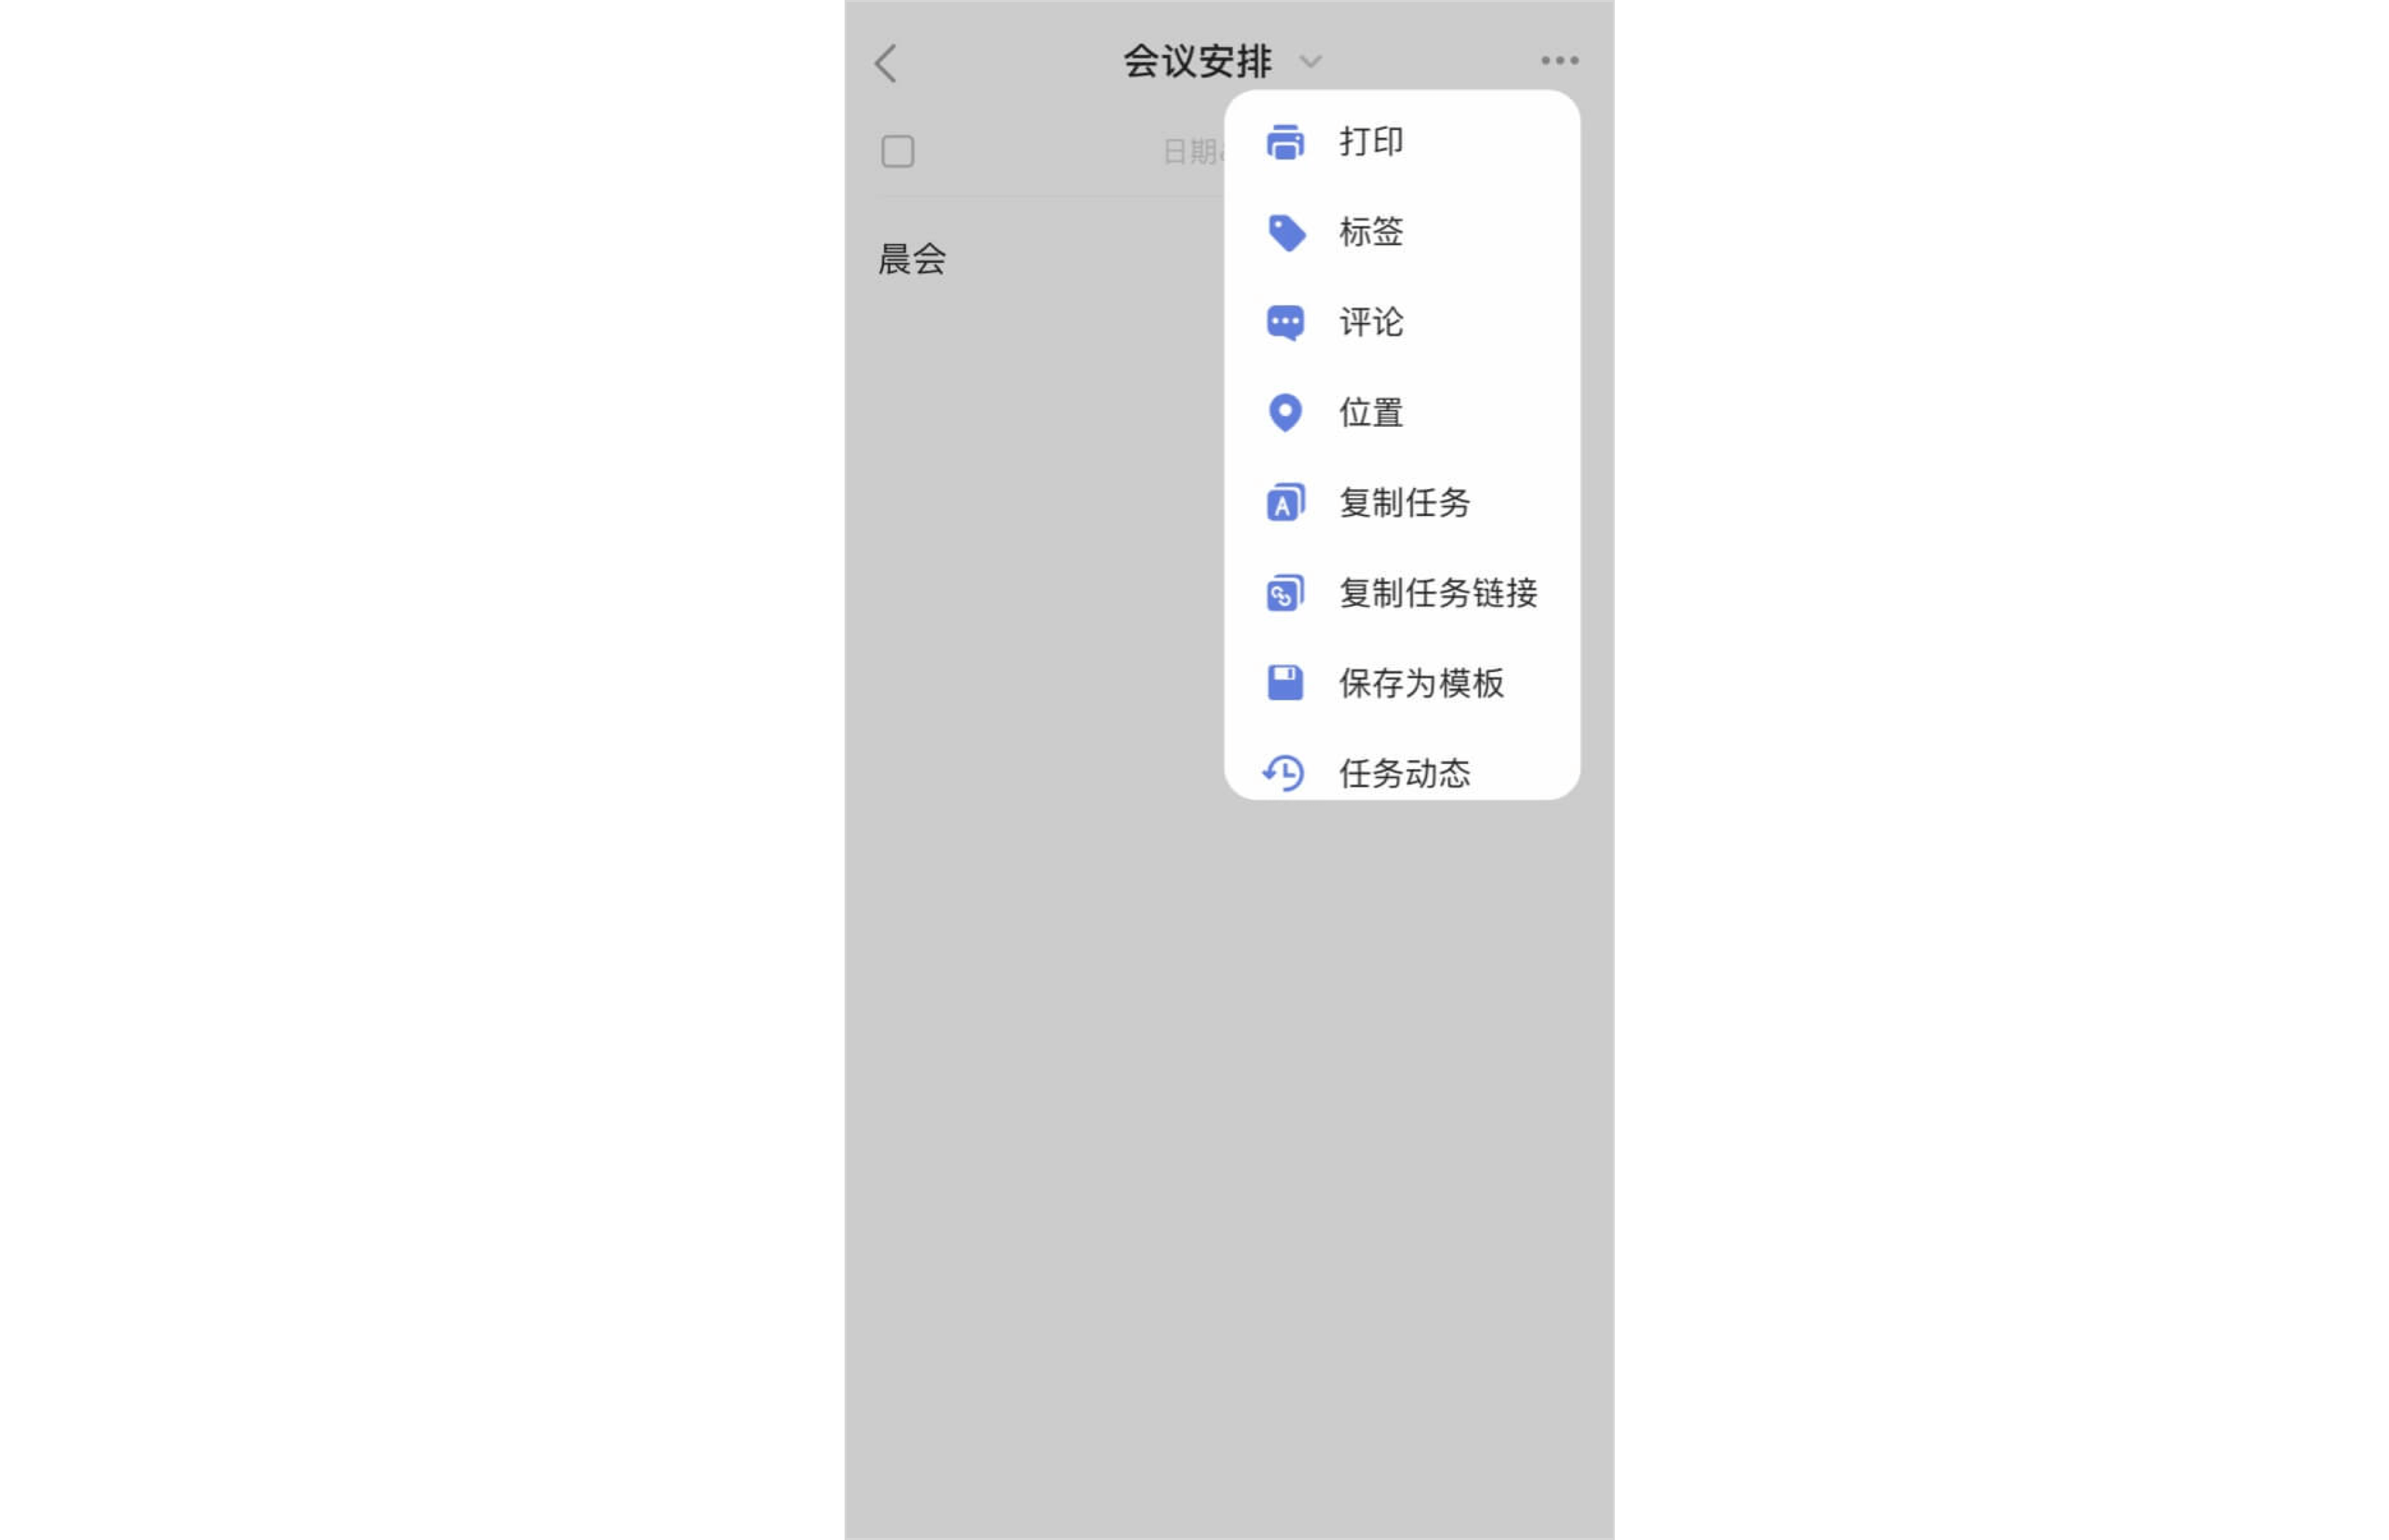 会议安排
日期
打印
标签
晨会
评论
位置
复制任务
复制任务链接
保存为模板
任务动态